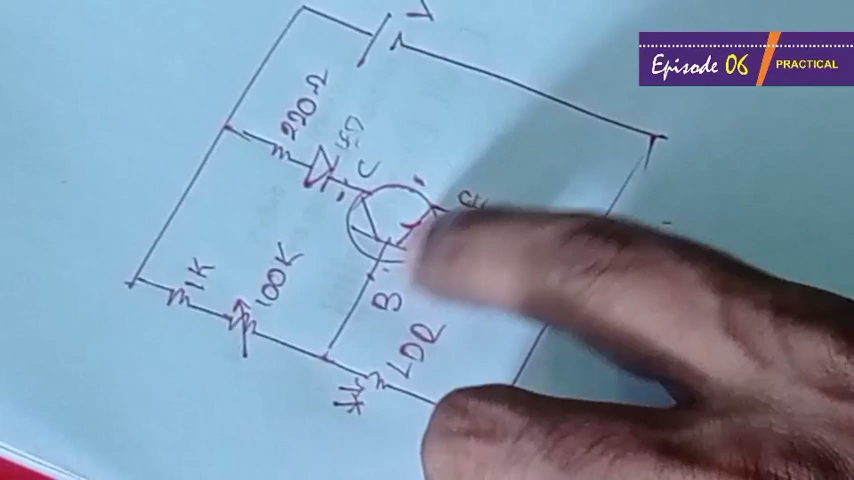 Episode 06
PRACTICAL
V
220Ω
C
E
1K
100K
B
LDR